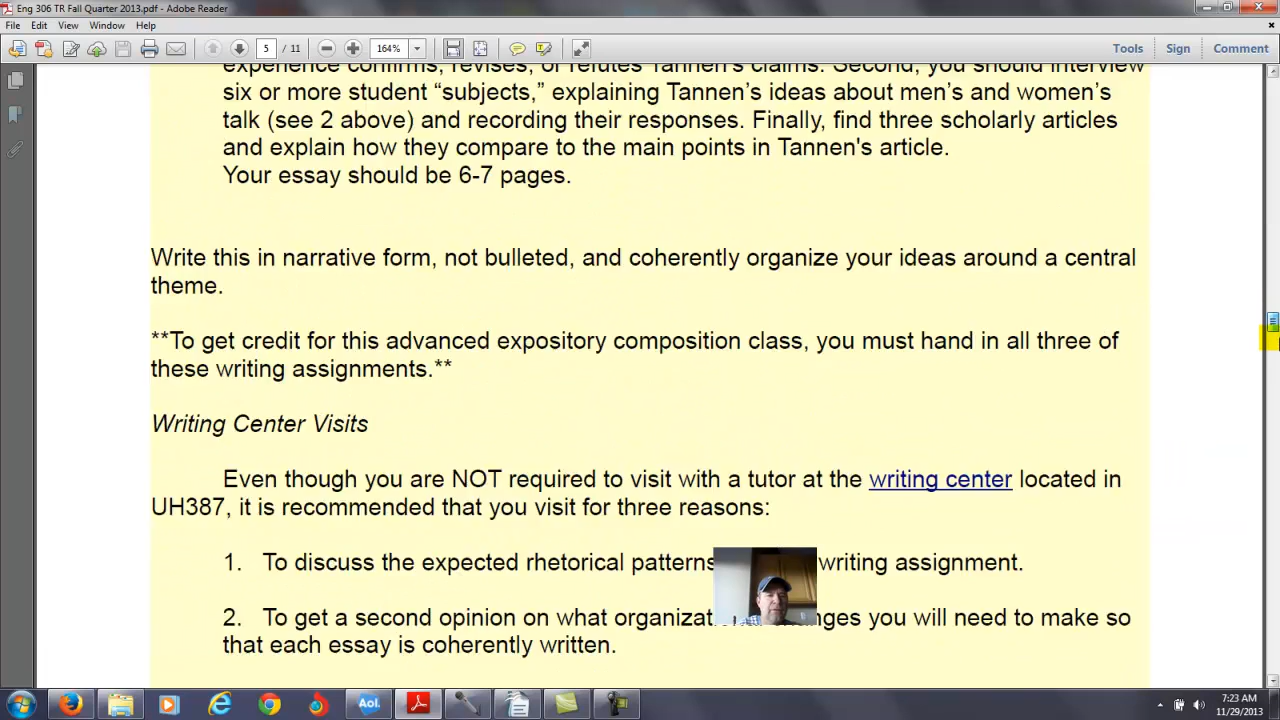 Eng 306 TR Fall Quarter 2013.pdf - Adobe Reader
File Edit View Window Help
5 / 11 164% Tools Sign Comment
experience confirms, revises, or refutes Tannen's claims. Second, you should interview
six or more student “subjects,” explaining Tannen’s ideas about men’s and women’s
talk (see 2 above) and recording their responses. Finally, find three scholarly articles
and explain how they compare to the main points in Tannen's article.
Your essay should be 6-7 pages.
Write this in narrative form, not bulleted, and coherently organize your ideas around a central
theme.
**To get credit for this advanced expository composition class, you must hand in all three of
these writing assignments.**
Writing Center Visits
Even though you are NOT required to visit with a tutor at the writing center located in
UH387, it is recommended that you visit for three reasons:
1. To discuss the expected rhetorical patterns writing assignment.
2. To get a second opinion on what changes you will need to make so
that each essay is coherently written.
Aol.
7:23 AM
11/29/2013